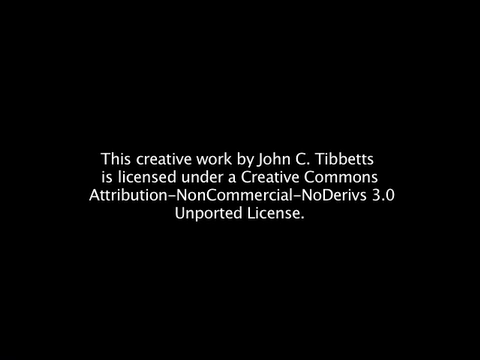 This creative work by John C. Tibbetts
is licensed under a Creative Commons
Attribution-NonCommercial-NoDerivs 3.0
Unported License.